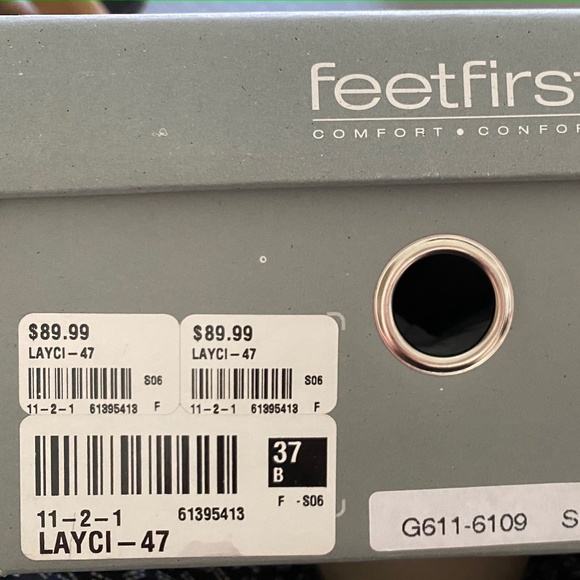 feetfirs
COMFORT • CONFOR
$89.99
LAYCI-47
S06
11-2-1 61395413 F
$89.99
LAYCI-47
S06
11-2-1 61395413 F
37
B
F -S06
11-2-1 61395413
LAYCI-47
G611-6109 S